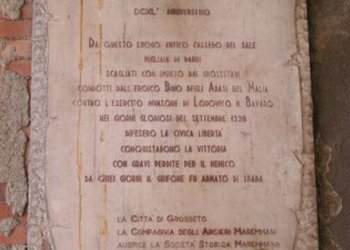 DCXL° ANNIVERSARIO
DA QUESTO LUOGO ANTICO CASSERO DEL SALE
MIGLIAIA DI DARDI
SCAGLIATI CON IMPETO DAI GROSSETANI
CONDOTTI DALL'EROICO BINO DEGLI ABATI DEL MALIA
CONTRO L'ESERCITO INVASORE DI LODOVICO IL BAVARO
NEI GIORNI GLORIOSI DEL SETTEMBRE 1328
DIFESERO LA CIVICA LIBERTÀ
CONQUISTARONO LA VITTORIA
CON GRAVI PERDITE PER IL NEMICO
DA QUEI GIORNI IL GRIFONE FU ARMATO DI SPADA
LA CITTÀ DI GROSSETO
LA COMPAGNIA DEGLI ARCIERI MAREMMANI
AUSPICE LA SOCIETÀ STORICA MAREMMANA